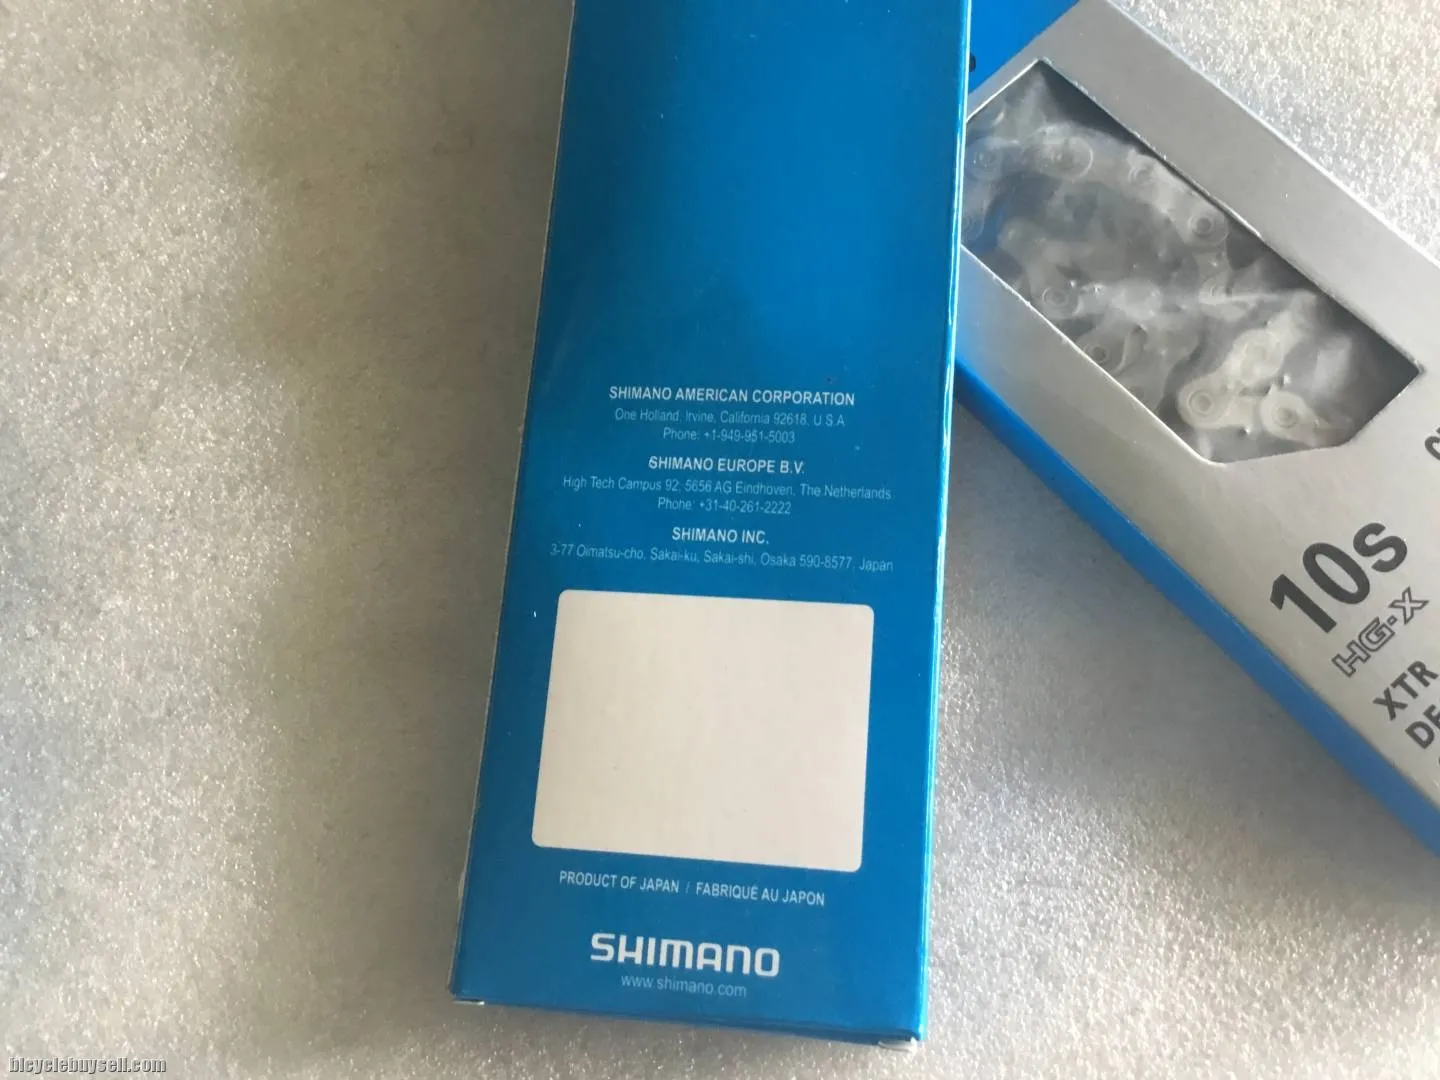 SHIMANO AMERICAN CORPORATION
One Holland, Irvine, California 92618, U.S.A
Phone: +1-949-951-5003
SHIMANO EUROPE B.V.
High Tech Campus 92, 5656 AG Eindhoven, The Netherlands
Phone: +31-40-261-2222
SHIMANO INC.
3-77 Oimatsu-cho, Sakai-ku, Sakai-shi, Osaka 590-8577, Japan
PRODUCT OF JAPAN / FABRIQUÉ AU JAPON
SHIMANO
www.shimano.com
10s
HG-X
XTR
bicyclebuysell.com